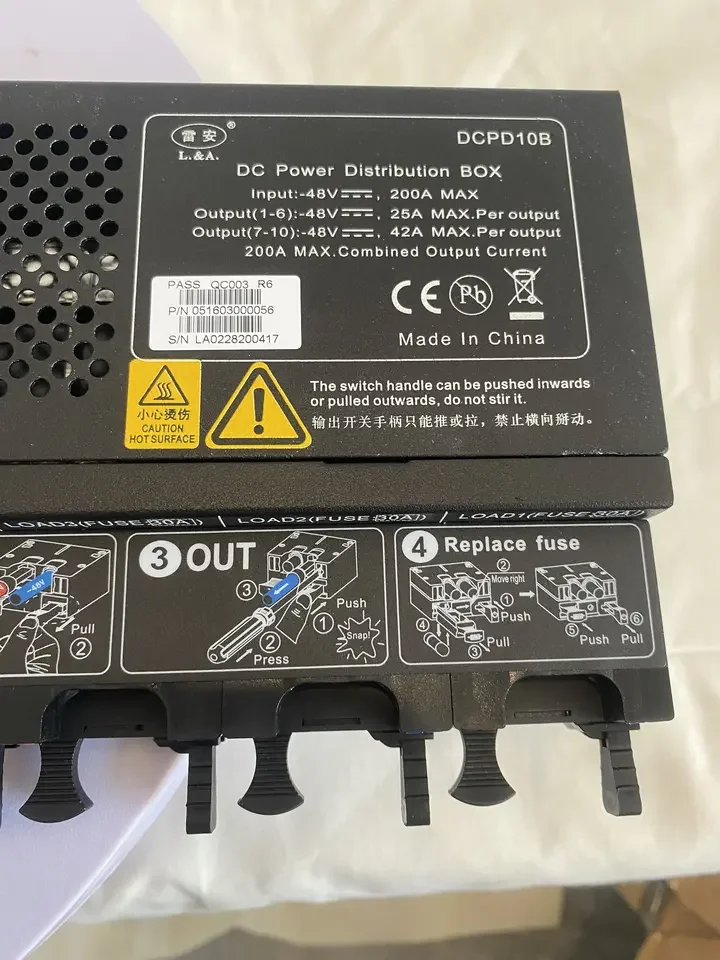 雷安®
L.&A.
DCPD10B
DC Power Distribution BOX
Input:-48V⎓, 200A MAX
Output(1-6):-48V⎓, 25A MAX.Per output
Output(7-10):-48V⎓, 42A MAX.Per output
200A MAX.Combined Output Current
PASS QC003 R6
P/N 051603000056
S/N LA0228200417
CE
Pb
Made In China
小心烫伤
CAUTION
HOT SURFACE
The switch handle can be pushed inwards
or pulled outwards, do not stir it.
输出开关手柄只能推或拉，禁止横向掰动。
LOAD3(FUSE:30A) | LOAD2(FUSE:30A) | LOAD1(FUSE:30A)
-48V
Pull
②
③ OUT
③
Push
①
Snap!
②
Press
④ Replace fuse
②
Move right
①
Push
④
③
Pull
⑤
Push
⑥
Pull